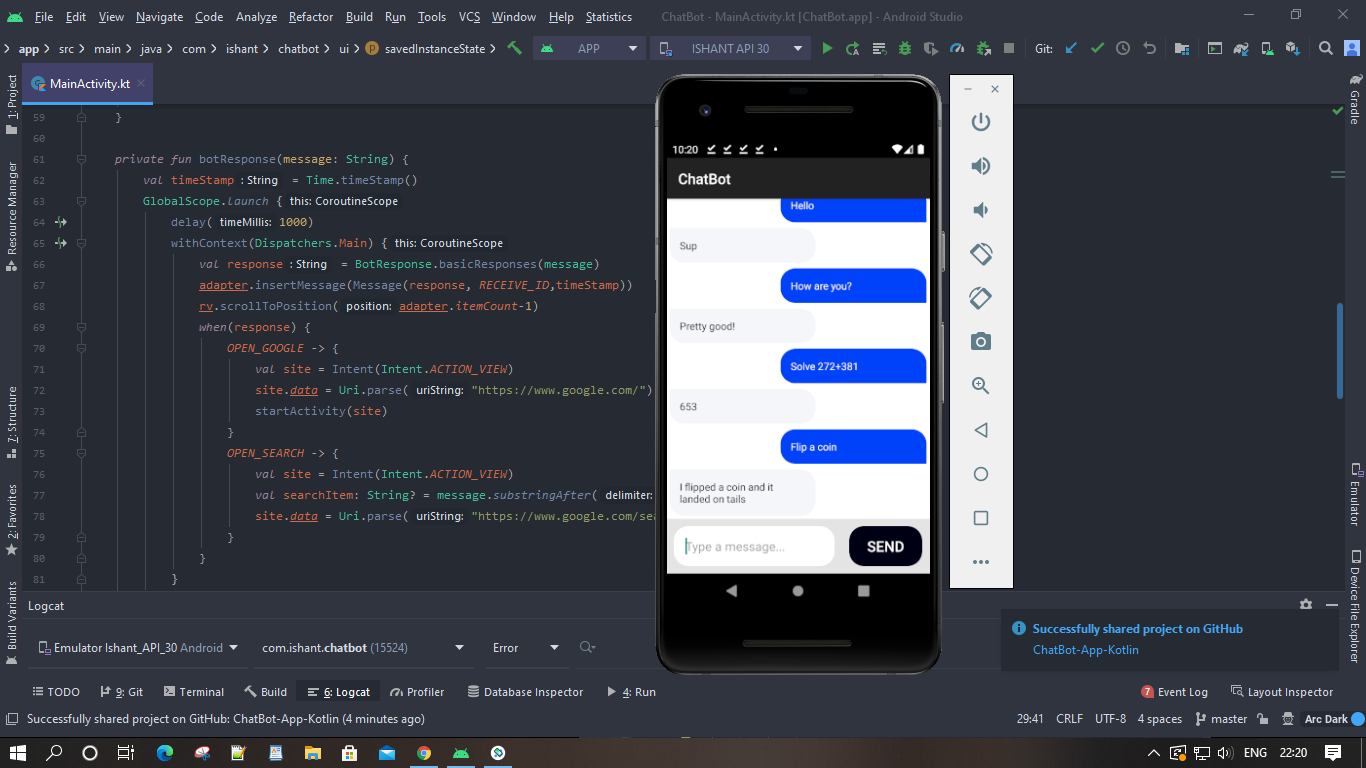 File Edit View Navigate Code Analyze Refactor Build Run Tools VCS Window Help Statistics ChatBot - MainActivity.kt [ChatBot.app] - Android Studio
app src main java com ishant chatbot ui savedInstanceState APP ISHANT API 30 Git:
MainActivity.kt
1: Project
Resource Manager
7: Structure
2: Favorites
Build Variants
59 }
60
61 private fun botResponse(message: String) {
62 val timeStamp : String = Time.timeStamp()
63 GlobalScope.launch { this: CoroutineScope
64 delay( timeMillis: 1000)
65 withContext(Dispatchers.Main) { this: CoroutineScope
66 val response : String = BotResponse.basicResponses(message)
67 adapter.insertMessage(Message(response, RECEIVE_ID,timeStamp))
68 rv.scrollToPosition( position: adapter.itemCount-1)
69 when(response) {
70 OPEN_GOOGLE -> {
71 val site = Intent(Intent.ACTION_VIEW)
72 site.data = Uri.parse( uriString: "https://www.google.com/")
73 startActivity(site)
74 }
75 OPEN_SEARCH -> {
76 val site = Intent(Intent.ACTION_VIEW)
77 val searchItem: String? = message.substringAfter( delimiter:
78 site.data = Uri.parse( uriString: "https://www.google.com/sea
79 }
80 }
81 }
10:20
ChatBot
Hello
Sup
How are you?
Pretty good!
Solve 272+381
653
Flip a coin
I flipped a coin and it
landed on tails
Type a message...
SEND
Gradle
Emulator
Device File Explorer
Logcat
Emulator Ishant_API_30 Android com.ishant.chatbot (15524) Error
Successfully shared project on GitHub
ChatBot-App-Kotlin
TODO 9: Git Terminal Build 6: Logcat Profiler Database Inspector 4: Run 7 Event Log Layout Inspector
Successfully shared project on GitHub: ChatBot-App-Kotlin (4 minutes ago) 29:41 CRLF UTF-8 4 spaces master Arc Dark
ENG 22:20